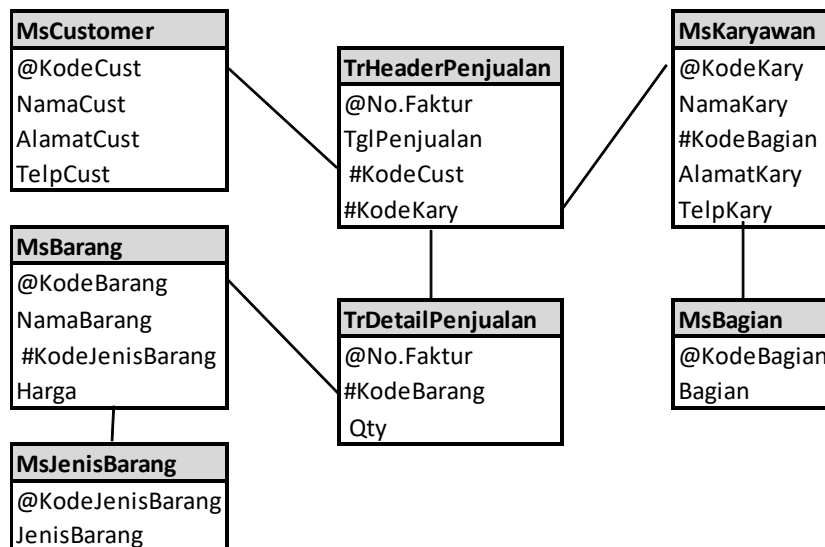 MsCustomer
@KodeCust
NamaCust
AlamatCust
TelpCust
TrHeaderPenjualan
@No.Faktur
TglPenjualan
#KodeCust
#KodeKary
MsKaryawan
@KodeKary
NamaKary
#KodeBagian
AlamatKary
TelpKary
MsBarang
@KodeBarang
NamaBarang
#KodeJenisBarang
Harga
TrDetailPenjualan
@No.Faktur
#KodeBarang
Qty
MsBagian
@KodeBagian
Bagian
MsJenisBarang
@KodeJenisBarang
JenisBarang